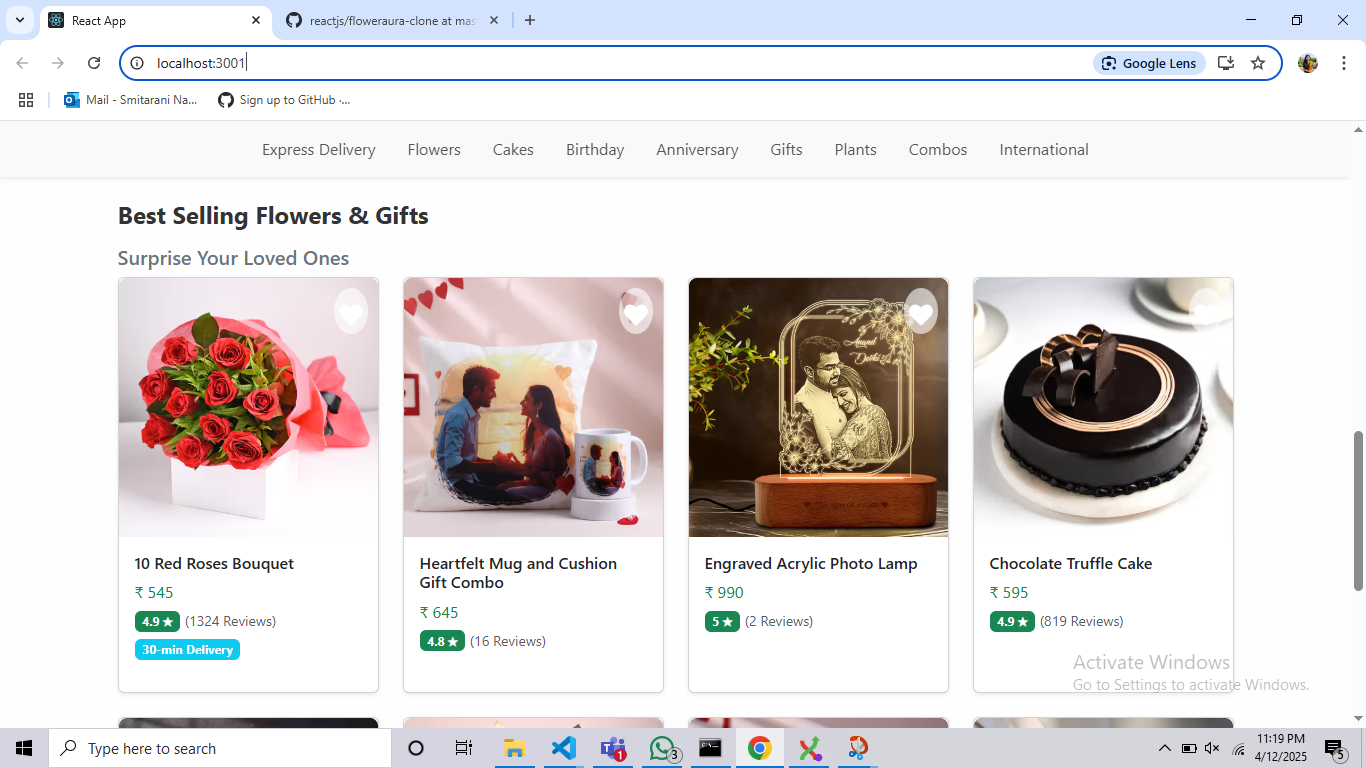 React App
reactjs/floweraura-clone at mas
localhost:3001
Google Lens
Mail - Smitarani Na...
Sign up to GitHub ·...
Express Delivery Flowers Cakes Birthday Anniversary Gifts Plants Combos International
Best Selling Flowers & Gifts
Surprise Your Loved Ones
Anand
10 Red Roses Bouquet
₹ 545
4.9 ★ (1324 Reviews)
30-min Delivery
Heartfelt Mug and Cushion
Gift Combo
₹ 645
4.8 ★ (16 Reviews)
Engraved Acrylic Photo Lamp
₹ 990
5 ★ (2 Reviews)
Chocolate Truffle Cake
₹ 595
4.9 ★ (819 Reviews)
Activate Windows
Go to Settings to activate Windows.
Type here to search
1
3
11:19 PM
4/12/2025
5